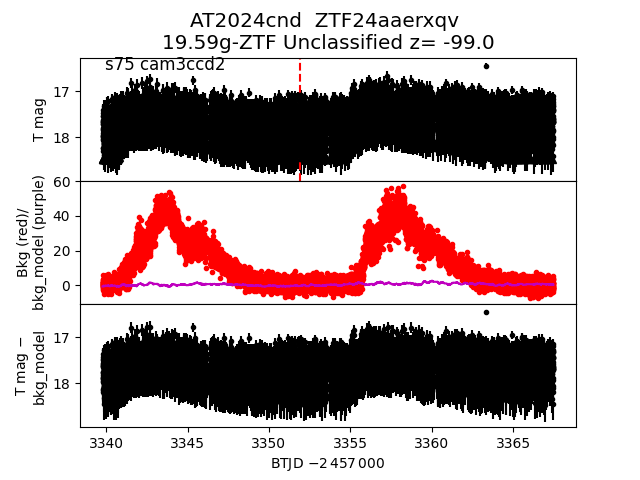 AT2024cnd  ZTF24aaerxqv
19.59g-ZTF Unclassified z= -99.0
s75 cam3ccd2
17
18
T mag
60
40
20
0
Bkg (red)/
bkg_model (purple)
17
18
T mag −
bkg_model
3340 3345 3350 3355 3360 3365
BTJD −2 457 000